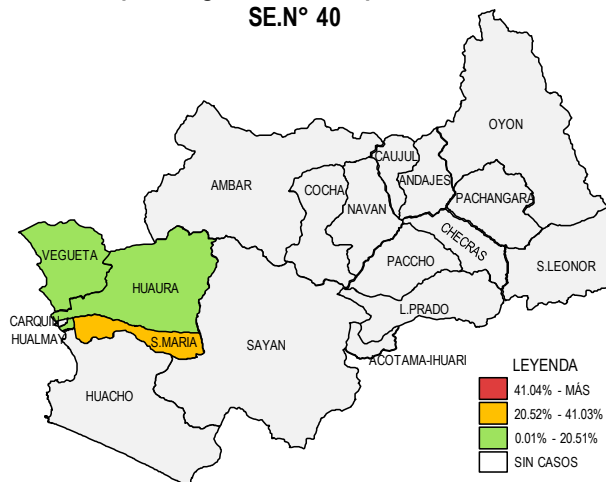 SE.N° 40
OYON
CAUJUL
ANDAJES
AMBAR
COCHA
NAVAN
PACHANGARA
CHECRAS
VEGUETA
PACCHO
S.LEONOR
HUAURA
L.PRADO
CARQUIN
HUALMAY
S.MARIA
SAYAN
ACOTAMA-IHUARI
HUACHO
LEYENDA
41.04% - MÁS
20.52% - 41.03%
0.01% - 20.51%
SIN CASOS